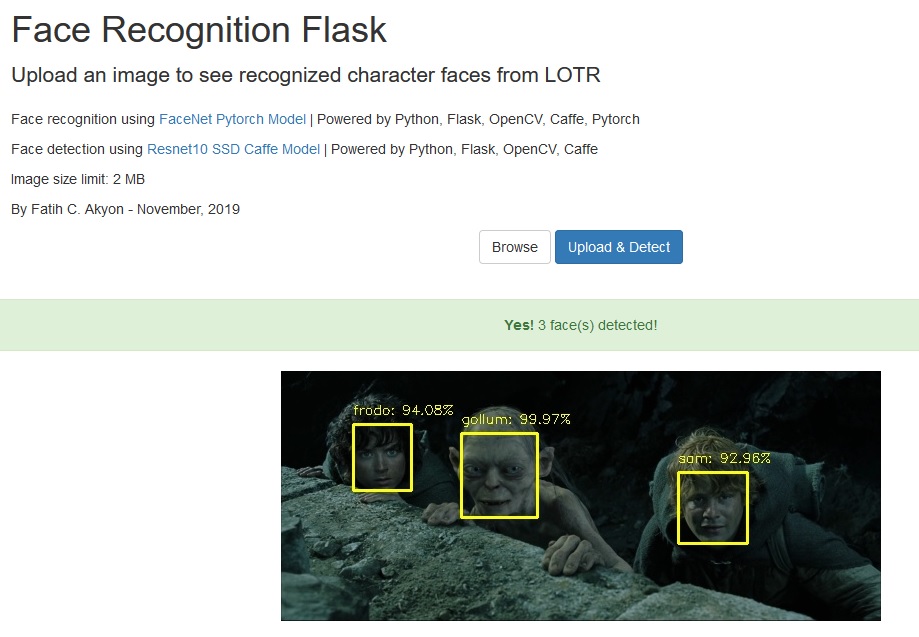 Face Recognition Flask
Upload an image to see recognized character faces from LOTR
Face recognition using FaceNet Pytorch Model | Powered by Python, Flask, OpenCV, Caffe, Pytorch
Face detection using Resnet10 SSD Caffe Model | Powered by Python, Flask, OpenCV, Caffe
Image size limit: 2 MB
By Fatih C. Akyon - November, 2019
Browse Upload & Detect
Yes! 3 face(s) detected!
frodo: 94.08%
gollum: 99.97%
sam: 92.96%